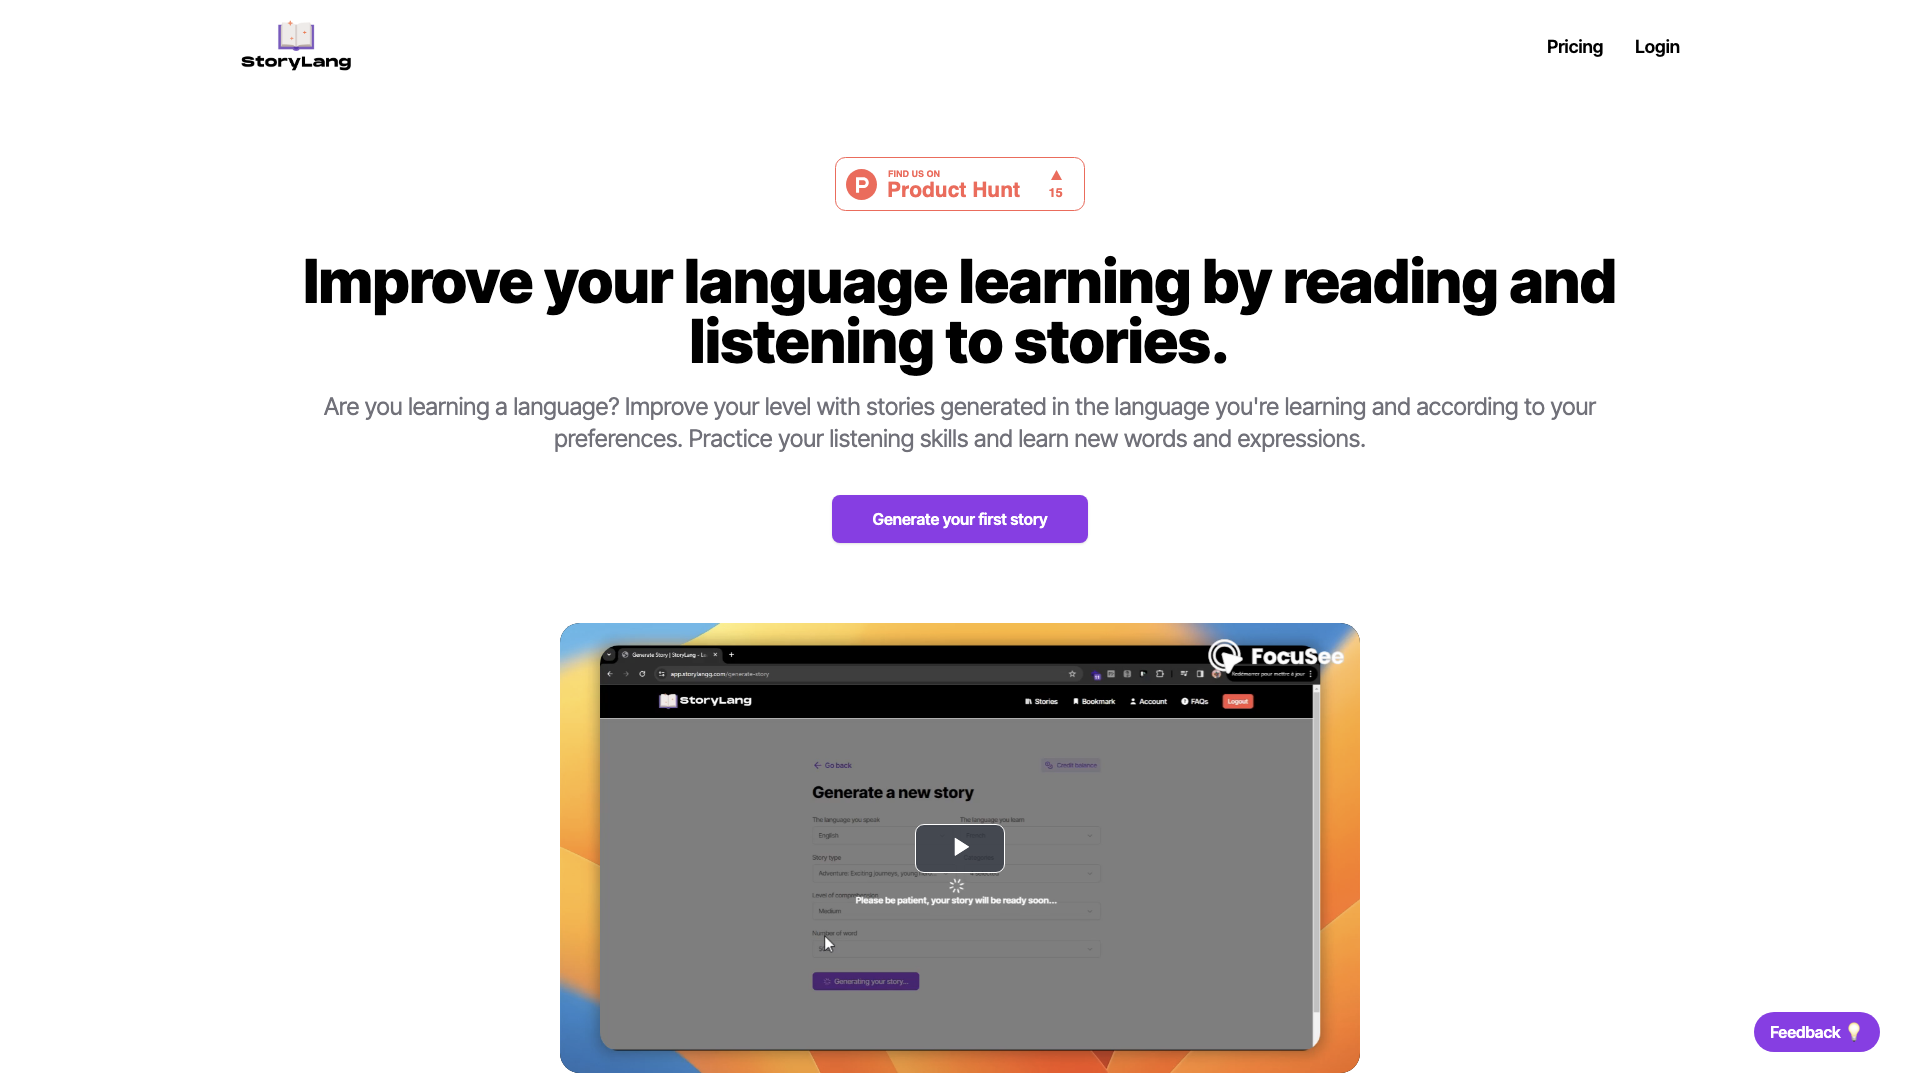 StoryLang
Pricing
Login
FIND US ON
Product Hunt
15
Improve your language learning by reading and
listening to stories.
Are you learning a language? Improve your level with stories generated in the language you're learning and according to your
preferences. Practice your listening skills and learn new words and expressions.
Generate your first story
FocuSee
Generate Story | StoryLang - La
app.storylangg.com/generate-story
Redémarrer pour mettre à jour
StoryLang
Stories
Bookmark
Account
FAQs
Logout
Go back
Credit balance
Generate a new story
The language you speak
The language you learn
English
Story type
Adventure: Exciting journeys, young
Level of comprehension
Please be patient, your story will be ready soon...
Medium
Number of word
Generating your story...
Feedback